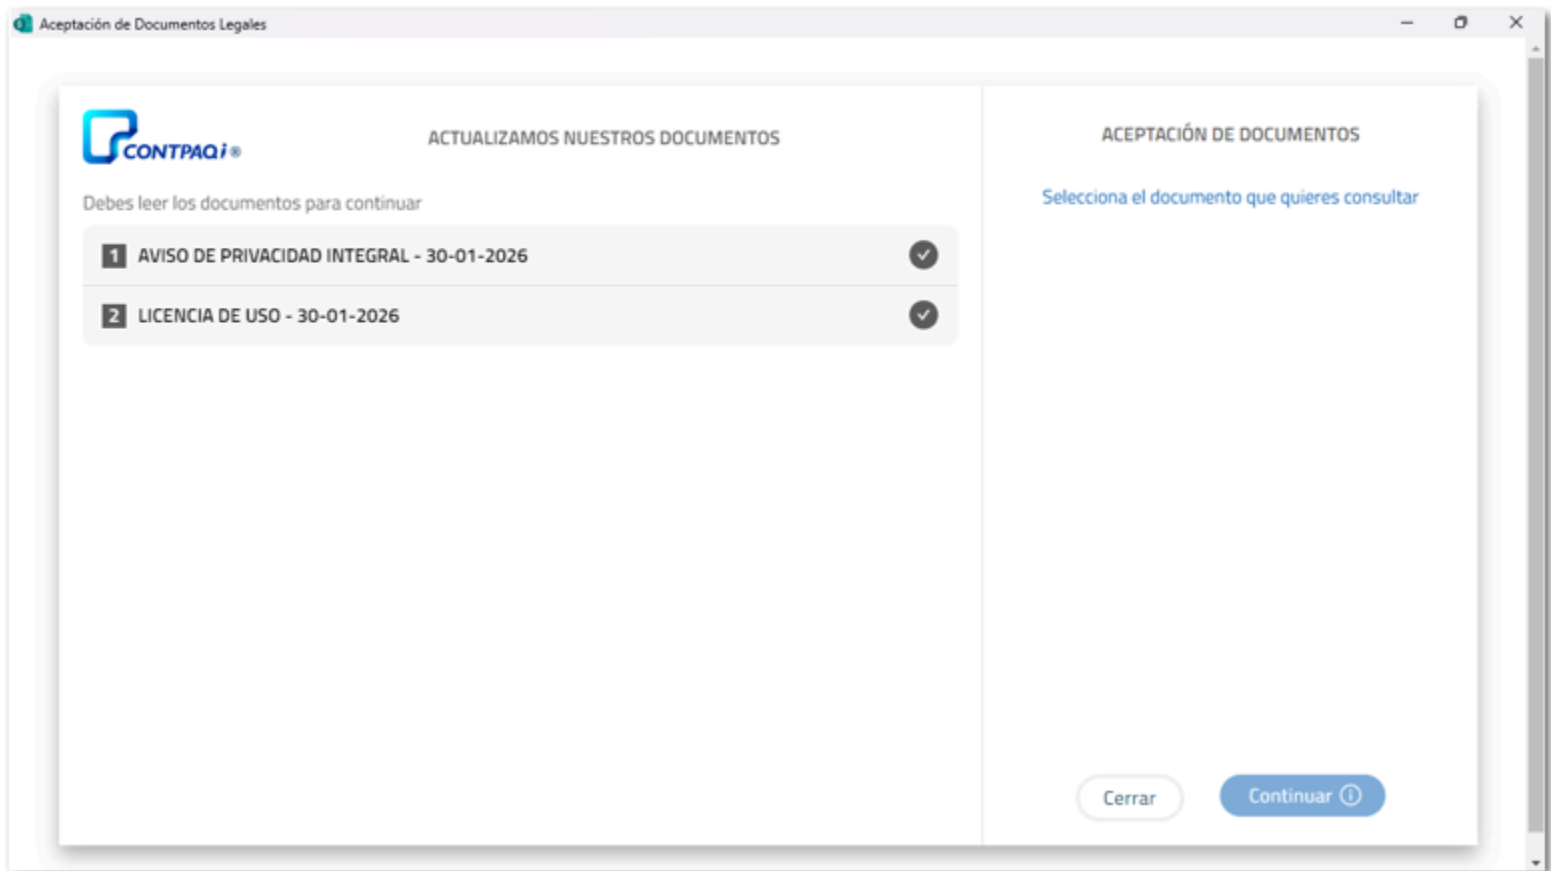 Aceptación de Documentos Legales
CONTPAQi®
ACTUALIZAMOS NUESTROS DOCUMENTOS
Debes leer los documentos para continuar
1 AVISO DE PRIVACIDAD INTEGRAL - 30-01-2026
2 LICENCIA DE USO - 30-01-2026
ACEPTACIÓN DE DOCUMENTOS
Selecciona el documento que quieres consultar
Cerrar
Continuar